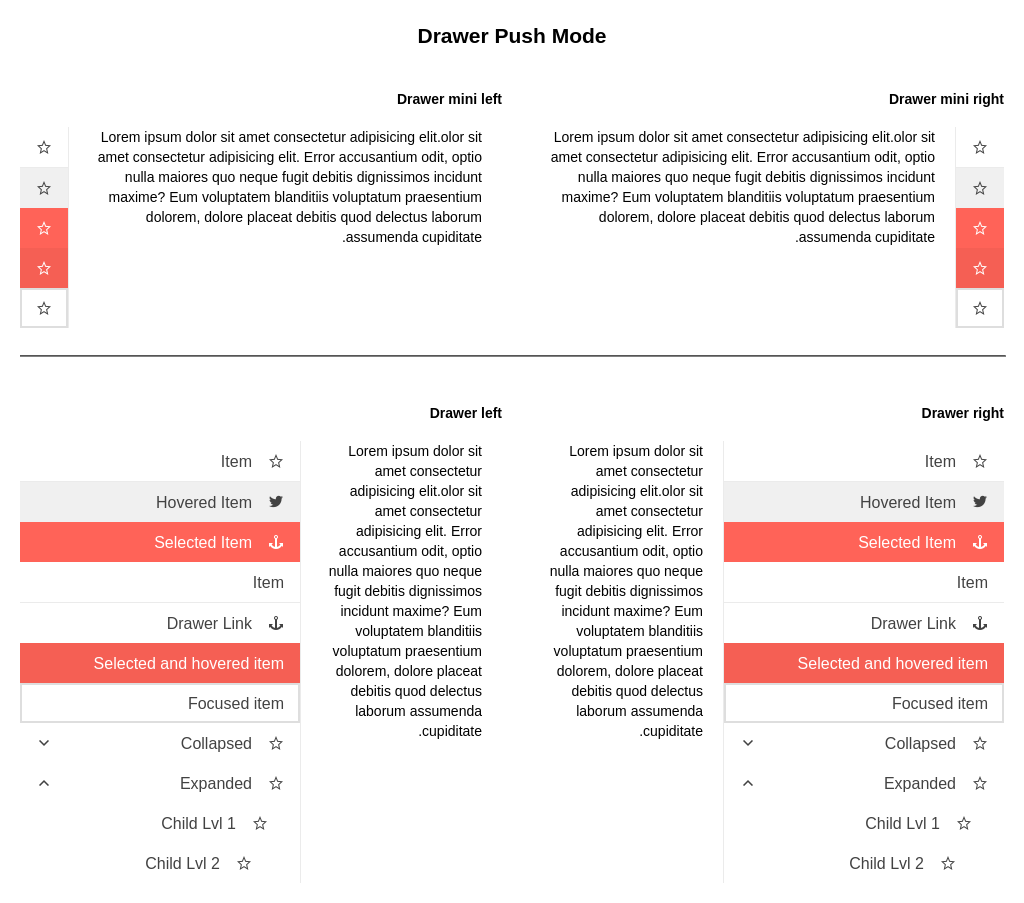 Drawer Push Mode
Drawer mini left
Lorem ipsum dolor sit amet consectetur adipisicing elit.olor sit
amet consectetur adipisicing elit. Error accusantium odit, optio
nulla maiores quo neque fugit debitis dignissimos incidunt
maxime? Eum voluptatem blanditiis voluptatum praesentium
dolorem, dolore placeat debitis quod delectus laborum
.assumenda cupiditate
Drawer mini right
Lorem ipsum dolor sit amet consectetur adipisicing elit.olor sit
amet consectetur adipisicing elit. Error accusantium odit, optio
nulla maiores quo neque fugit debitis dignissimos incidunt
maxime? Eum voluptatem blanditiis voluptatum praesentium
dolorem, dolore placeat debitis quod delectus laborum
.assumenda cupiditate
Drawer left
Item
Hovered Item
Selected Item
Item
Drawer Link
Selected and hovered item
Focused item
Collapsed
Expanded
Child Lvl 1
Child Lvl 2
Lorem ipsum dolor sit
amet consectetur
adipisicing elit.olor sit
amet consectetur
adipisicing elit. Error
accusantium odit, optio
nulla maiores quo neque
fugit debitis dignissimos
incidunt maxime? Eum
voluptatem blanditiis
voluptatum praesentium
dolorem, dolore placeat
debitis quod delectus
laborum assumenda
.cupiditate
Drawer right
Lorem ipsum dolor sit
amet consectetur
adipisicing elit.olor sit
amet consectetur
adipisicing elit. Error
accusantium odit, optio
nulla maiores quo neque
fugit debitis dignissimos
incidunt maxime? Eum
voluptatem blanditiis
voluptatum praesentium
dolorem, dolore placeat
debitis quod delectus
laborum assumenda
.cupiditate
Item
Hovered Item
Selected Item
Item
Drawer Link
Selected and hovered item
Focused item
Collapsed
Expanded
Child Lvl 1
Child Lvl 2